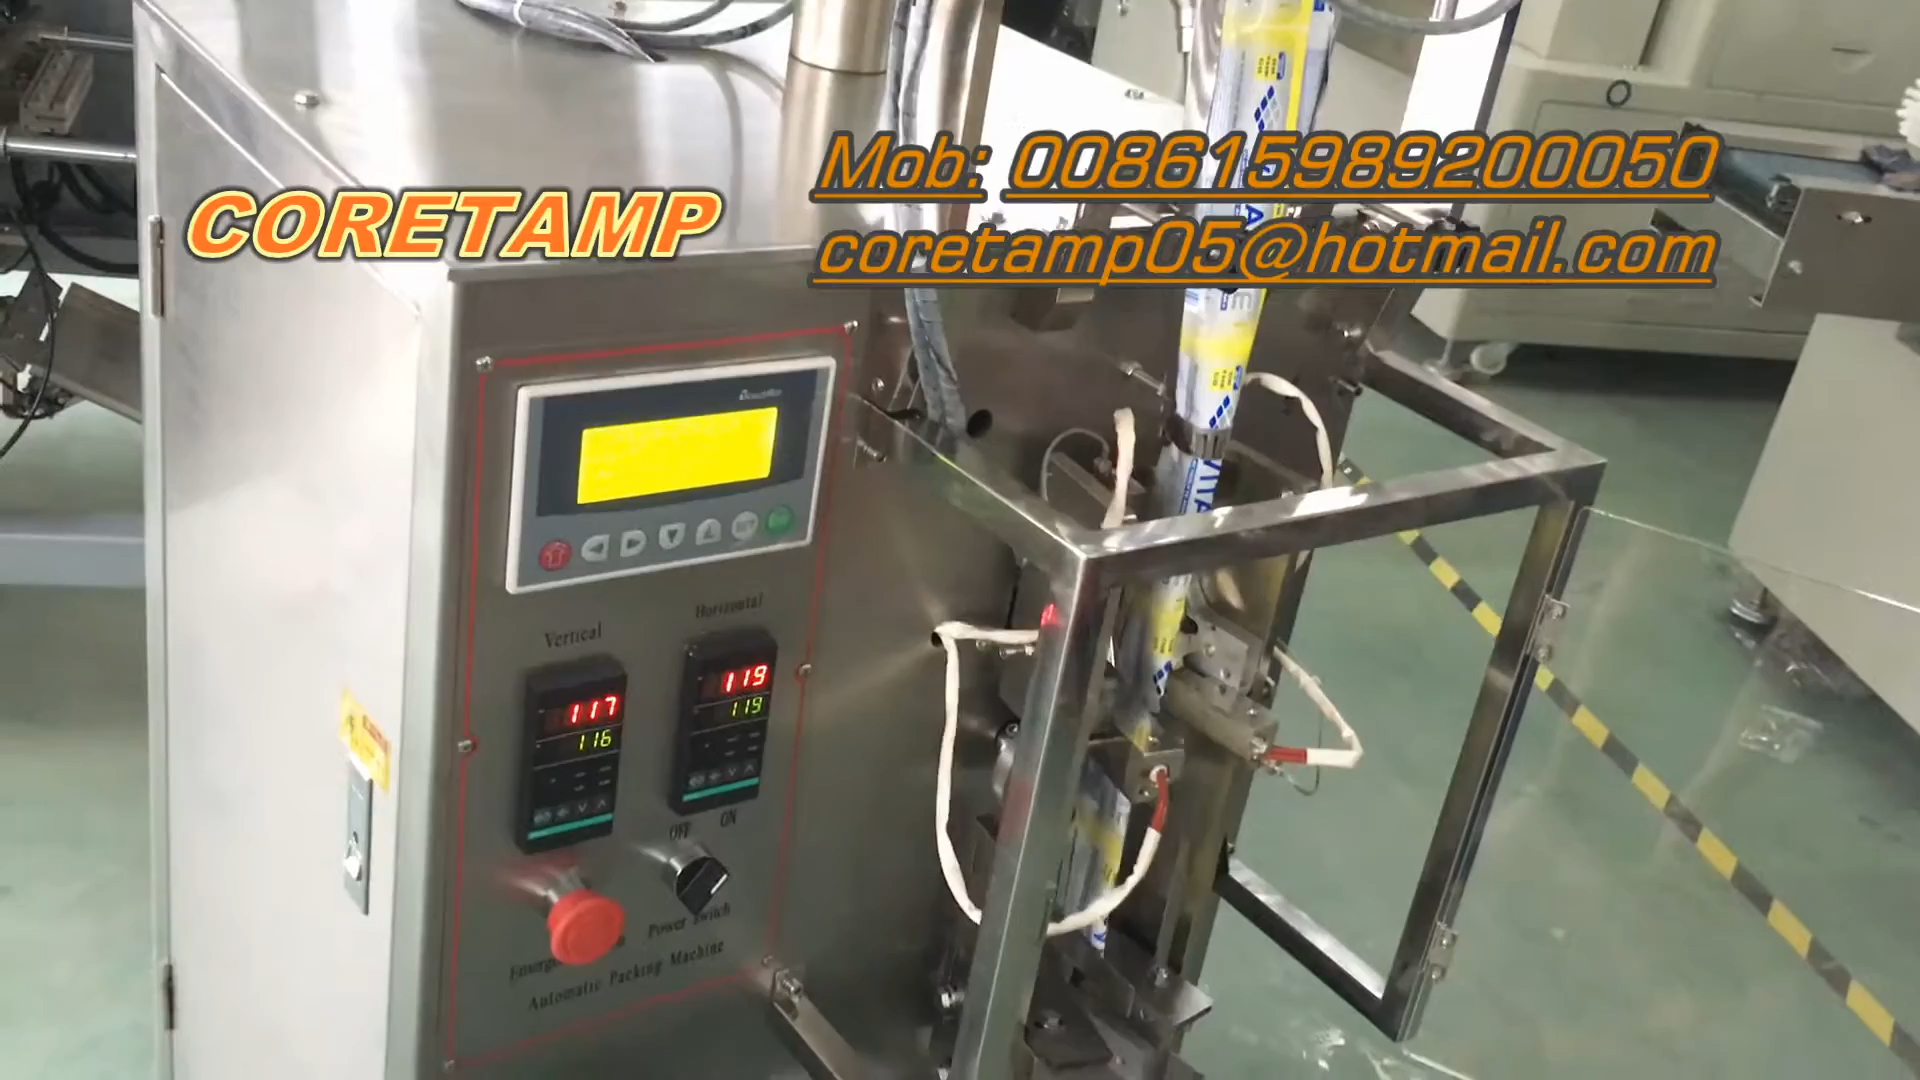 Mob: 008615989200050
CORETAMP
coretamp05@hotmail.com
Vertical
Horizontal
117
116
119
119
OFF ON
Power Switch
Automatic Packing Machine